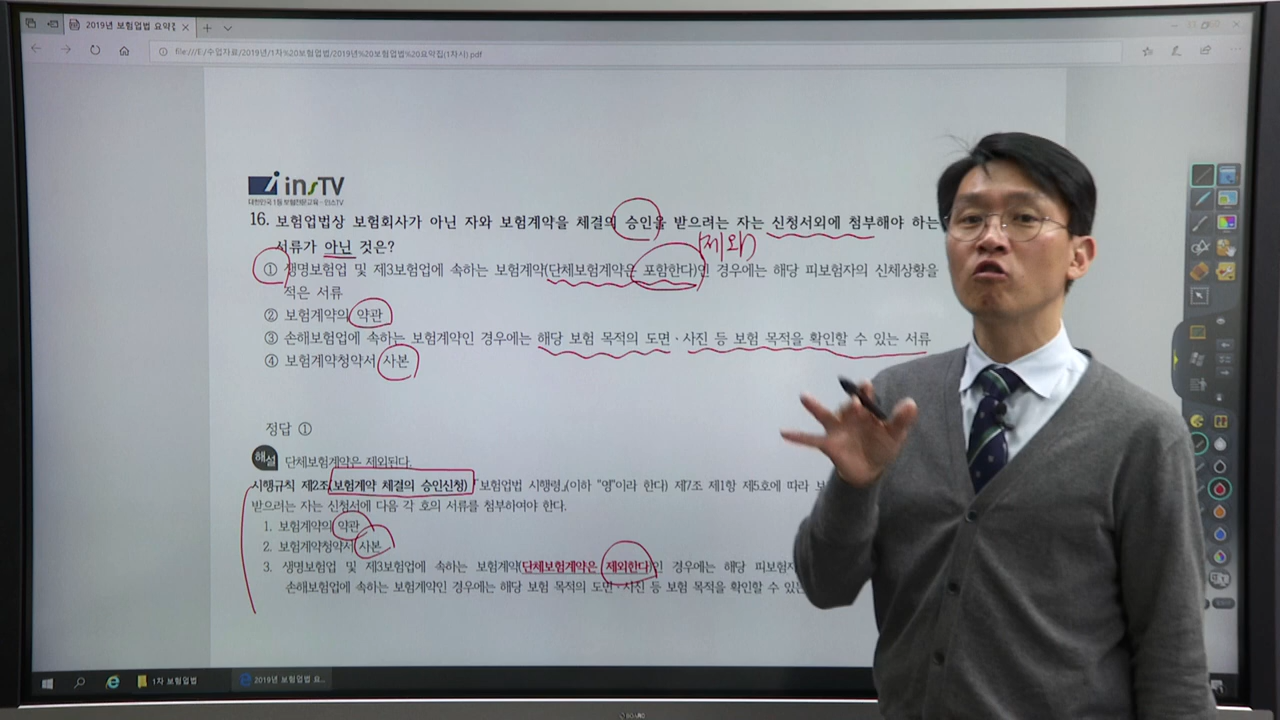 2019년 보험업법 요약집
file:///E:/수업자료/2019년/1차%20보험업법/2019년%20보험업법%20요약집(1차시).pdf
insTV
대한민국 1등 보험전문교육 - 인스TV
16. 보험업법상 보험회사가 아닌 자와 보험계약을 체결의 승인을 받으려는 자는 신청서외에 첨부해야 하는
서류가 아닌 것은?
제외
① 생명보험업 및 제3보험업에 속하는 보험계약(단체보험계약은 포함한다)인 경우에는 해당 피보험자의 신체상황을
적은 서류
② 보험계약의 약관
③ 손해보험업에 속하는 보험계약인 경우에는 해당 보험 목적의 도면·사진 등 보험 목적을 확인할 수 있는 서류
④ 보험계약청약서 사본
정답 ①
해설 단체보험계약은 제외된다.
시행규칙 제2조(보험계약 체결의 승인신청) 「보험업법 시행령」(이하 "영"이라 한다) 제7조 제1항 제5호에 따라 보
받으려는 자는 신청서에 다음 각 호의 서류를 첨부하여야 한다.
1. 보험계약의 약관
2. 보험계약청약서 사본
3. 생명보험업 및 제3보험업에 속하는 보험계약(단체보험계약은 제외한다)인 경우에는 해당 피보험자
손해보험업에 속하는 보험계약인 경우에는 해당 보험 목적의 도면·사진 등 보험 목적을 확인할 수 있는
1차 보험업법
2019년 보험업법 요...